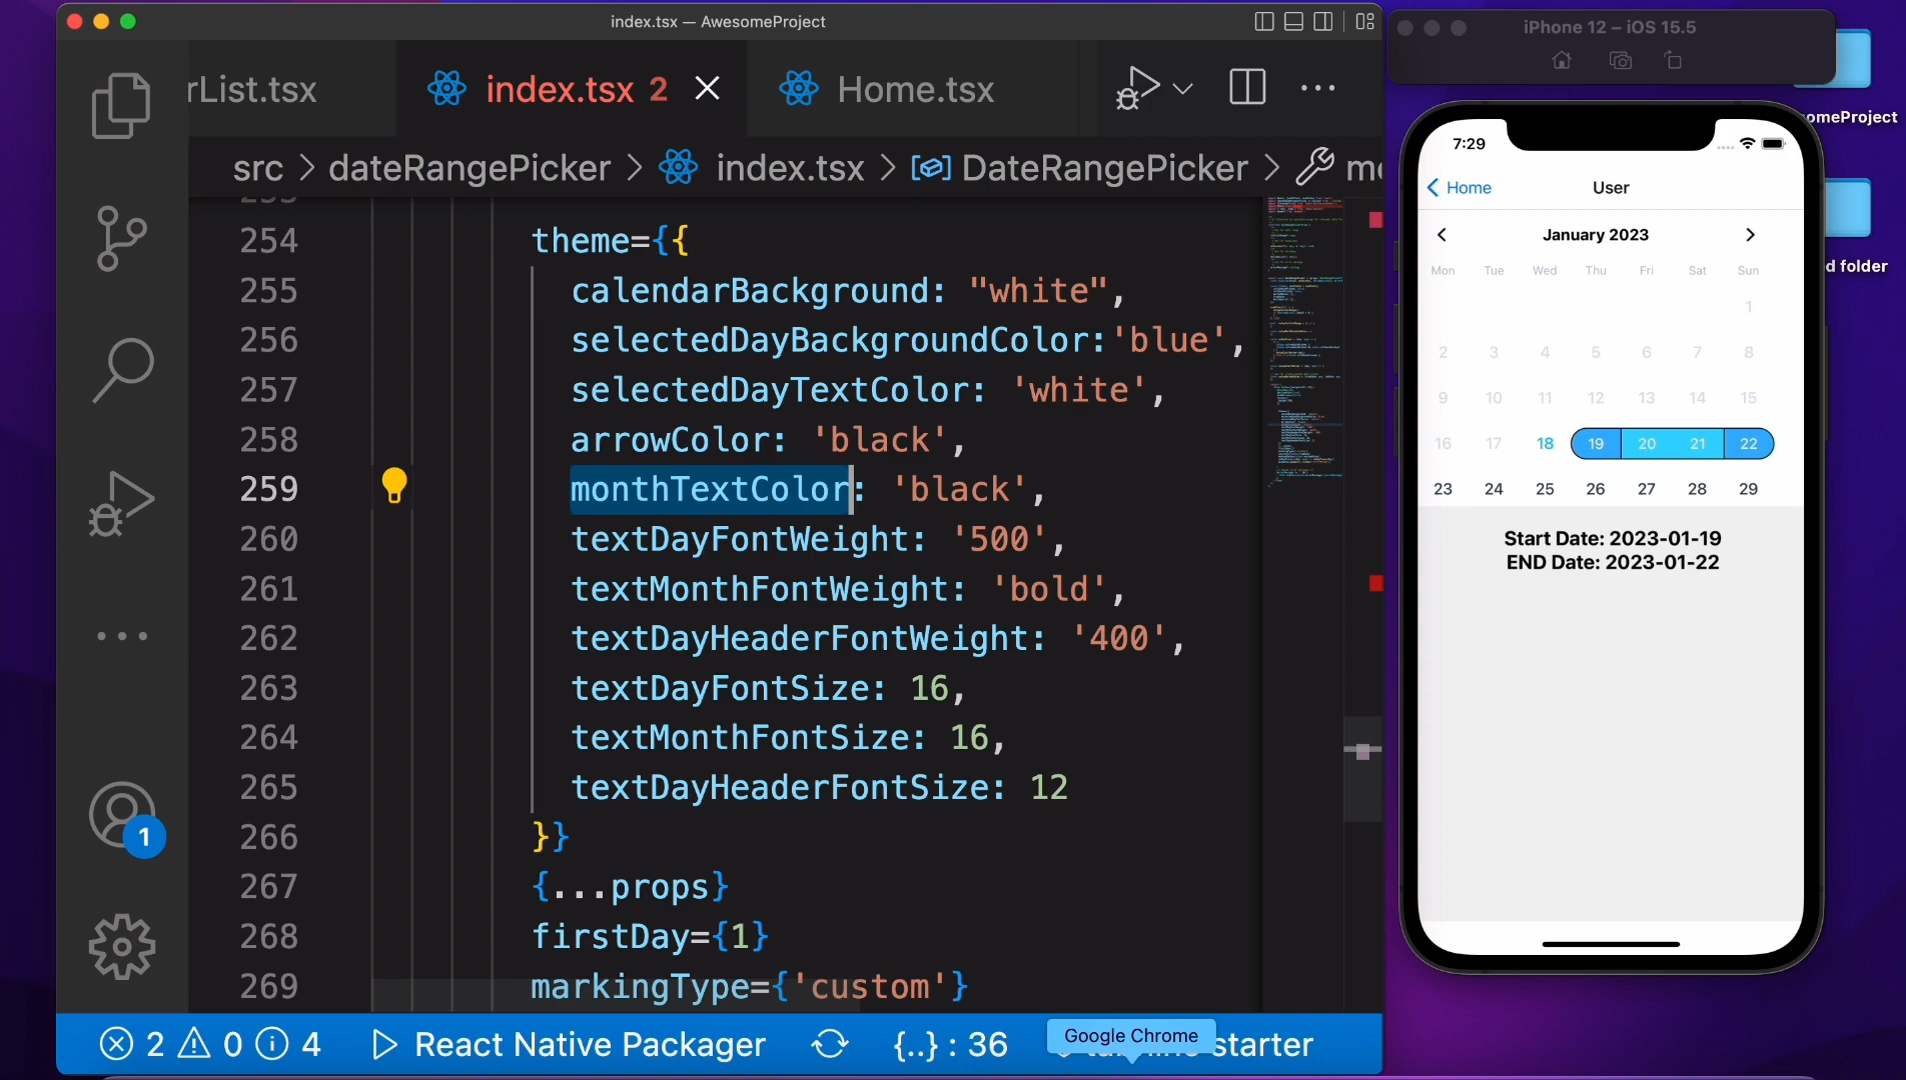 index.tsx — AwesomeProject
rList.tsx
index.tsx 2
Home.tsx
src > dateRangePicker > index.tsx > DateRangePicker >
254 theme={{
255 calendarBackground: "white",
256 selectedDayBackgroundColor:'blue',
257 selectedDayTextColor: 'white',
258 arrowColor: 'black',
259 monthTextColor: 'black',
260 textDayFontWeight: '500',
261 textMonthFontWeight: 'bold',
262 textDayHeaderFontWeight: '400',
263 textDayFontSize: 16,
264 textMonthFontSize: 16,
265 textDayHeaderFontSize: 12
266 }}
267 {...props}
268 firstDay={1}
269 markingType={'custom'}
1
2 0 4 React Native Packager {..} : 36
Google Chrome
starter
iPhone 12 – iOS 15.5
omeProject
d folder
7:29
Home User
January 2023
Mon Tue Wed Thu Fri Sat Sun
1
2 3 4 5 6 7 8
9 10 11 12 13 14 15
16 17 18 19 20 21 22
23 24 25 26 27 28 29
Start Date: 2023-01-19
END Date: 2023-01-22